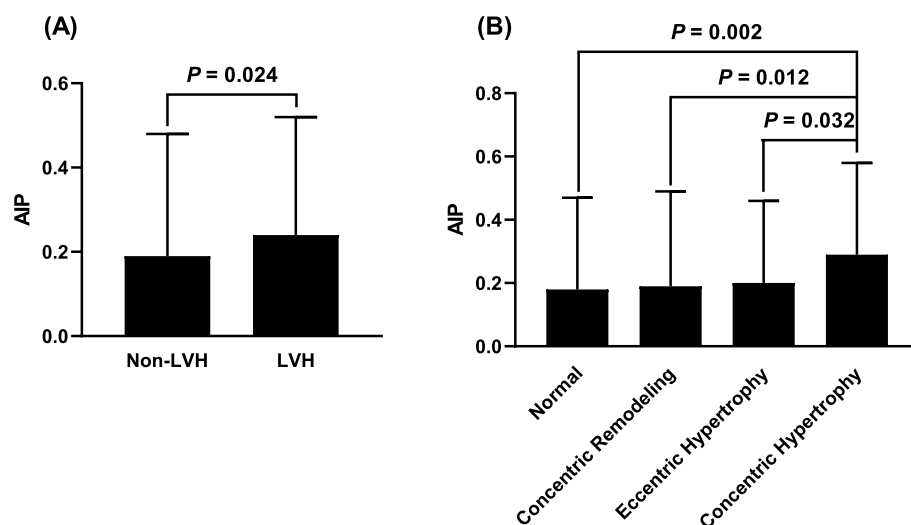 (A)
P = 0.024
0.6
0.4
0.2
0.0
AIP
Non-LVH
LVH
(B)
P = 0.002
P = 0.012
P = 0.032
0.8
0.6
0.4
0.2
0.0
AIP
Normal
Concentric Remodeling
Eccentric Hypertrophy
Concentric Hypertrophy